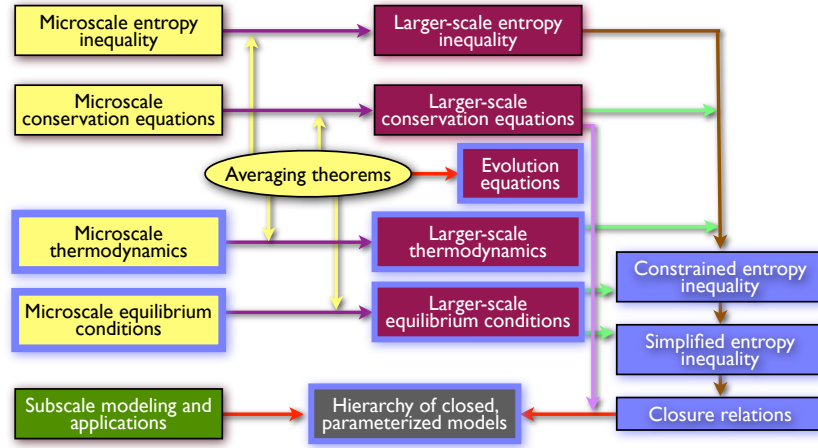 Microscale entropy
inequality
Larger-scale entropy
inequality
Microscale
conservation equations
Larger-scale
conservation equations
Averaging theorems
Evolution
equations
Microscale
thermodynamics
Larger-scale
thermodynamics
Constrained entropy
inequality
Microscale equilibrium
conditions
Larger-scale
equilibrium conditions
Simplified entropy
inequality
Subscale modeling and
applications
Hierarchy of closed,
parameterized models
Closure relations